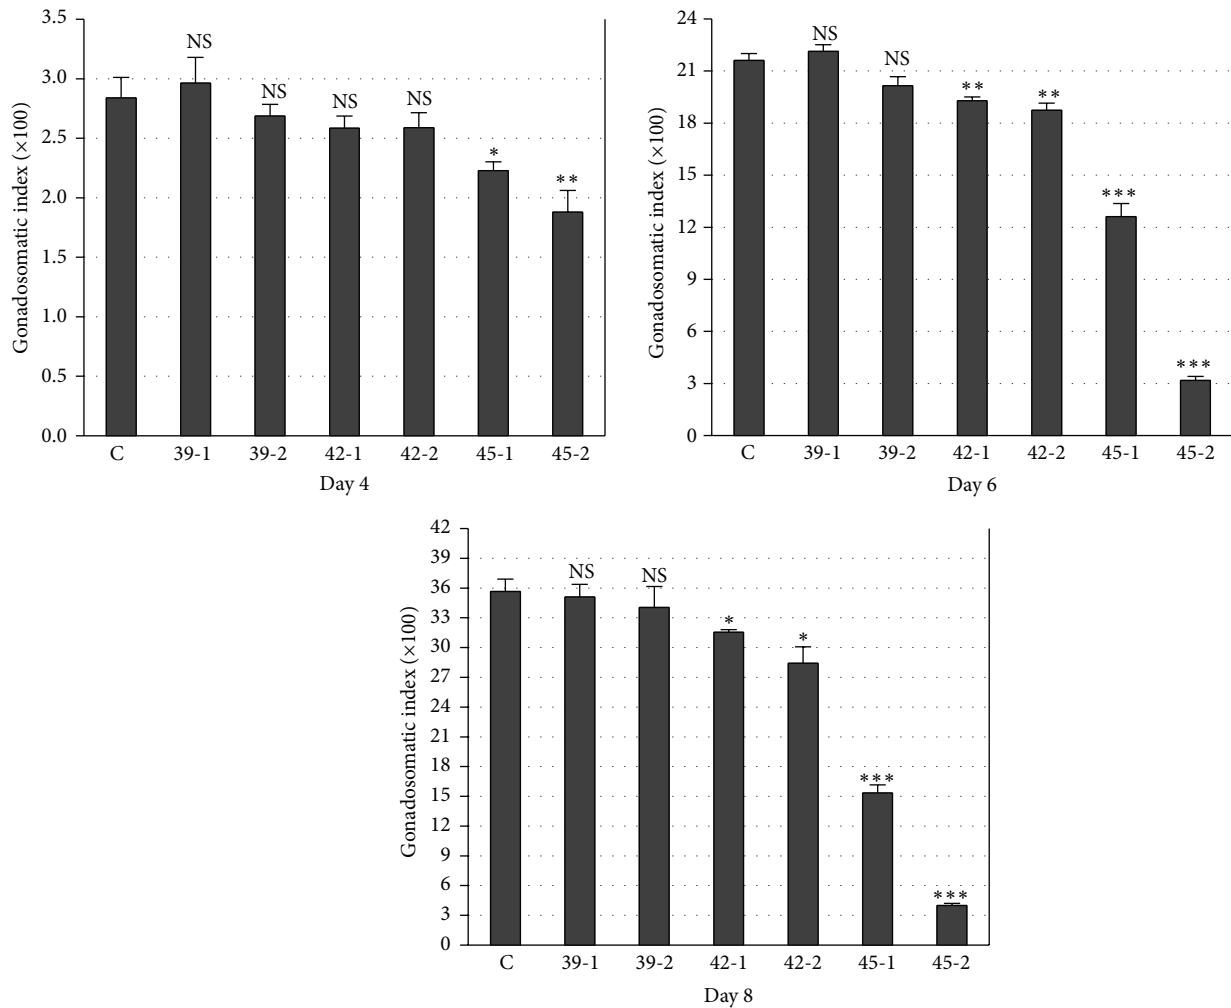 3.5
3.0
2.5
2.0
1.5
1.0
0.5
0.0
Gonadosomatic index (×100)
NS
NS
NS
NS
*
**
C 39-1 39-2 42-1 42-2 45-1 45-2
Day 4
24
21
18
15
12
9
6
3
0
Gonadosomatic index (×100)
NS
NS
**
**
***
***
C 39-1 39-2 42-1 42-2 45-1 45-2
Day 6
42
39
36
33
30
27
24
21
18
15
12
9
6
3
0
Gonadosomatic index (×100)
NS
NS
*
*
***
***
C 39-1 39-2 42-1 42-2 45-1 45-2
Day 8